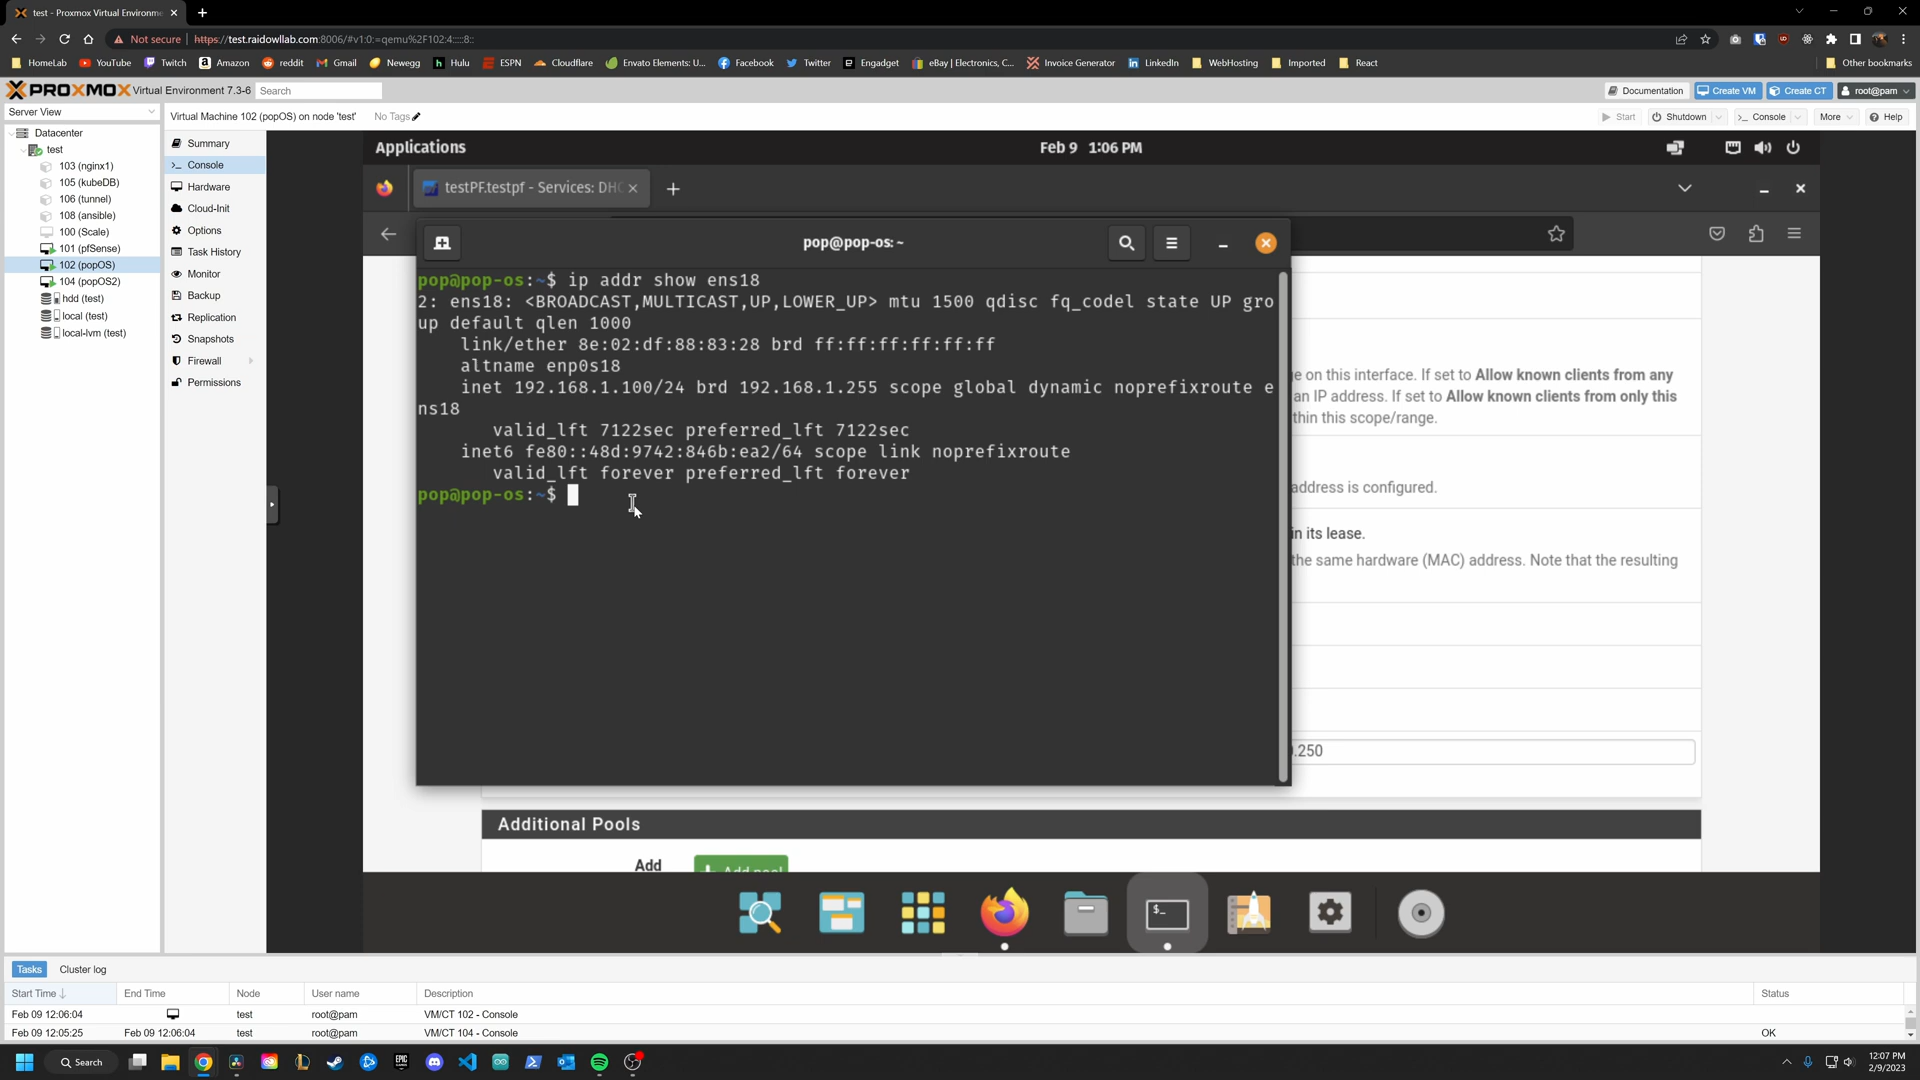 test - Proxmox Virtual Environme
Not secure https://test.raidowllab.com:8006/#v1:0:=qemu%2F102:4:::::8::
HomeLab YouTube Twitch Amazon reddit Gmail Newegg Hulu ESPN Cloudflare Envato Elements: U... Facebook Twitter Engadget eBay | Electronics, C... Invoice Generator LinkedIn WebHosting Imported React Other bookmarks
PROXMOX Virtual Environment 7.3-6 Search Documentation Create VM Create CT root@pam
Server View
Virtual Machine 102 (popOS) on node 'test' No Tags Start Shutdown Console More Help
Datacenter
test
103 (nginx1)
105 (kubeDB)
106 (tunnel)
108 (ansible)
100 (Scale)
101 (pfSense)
102 (popOS)
104 (popOS2)
hdd (test)
local (test)
local-lvm (test)
Summary
Console
Hardware
Cloud-Init
Options
Task History
Monitor
Backup
Replication
Snapshots
Firewall
Permissions
Applications Feb 9 1:06 PM
testPF.testpf - Services: DHC
pop@pop-os: ~
pop@pop-os:~$ ip addr show ens18
2: ens18: <BROADCAST,MULTICAST,UP,LOWER_UP> mtu 1500 qdisc fq_codel state UP gro
up default qlen 1000
link/ether 8e:02:df:88:83:28 brd ff:ff:ff:ff:ff:ff
altname enp0s18
inet 192.168.1.100/24 brd 192.168.1.255 scope global dynamic noprefixroute e
ns18
valid_lft 7122sec preferred_lft 7122sec
inet6 fe80::48d:9742:846b:ea2/64 scope link noprefixroute
valid_lft forever preferred_lft forever
pop@pop-os:~$
e on this interface. If set to Allow known clients from any
an IP address. If set to Allow known clients from only this
thin this scope/range.
address is configured.
in its lease.
the same hardware (MAC) address. Note that the resulting
.250
Additional Pools
Add Add pool
Tasks Cluster log
Start Time End Time Node User name Description Status
Feb 09 12:06:04 test root@pam VM/CT 102 - Console
Feb 09 12:05:25 Feb 09 12:06:04 test root@pam VM/CT 104 - Console OK
Search
12:07 PM
2/9/2023